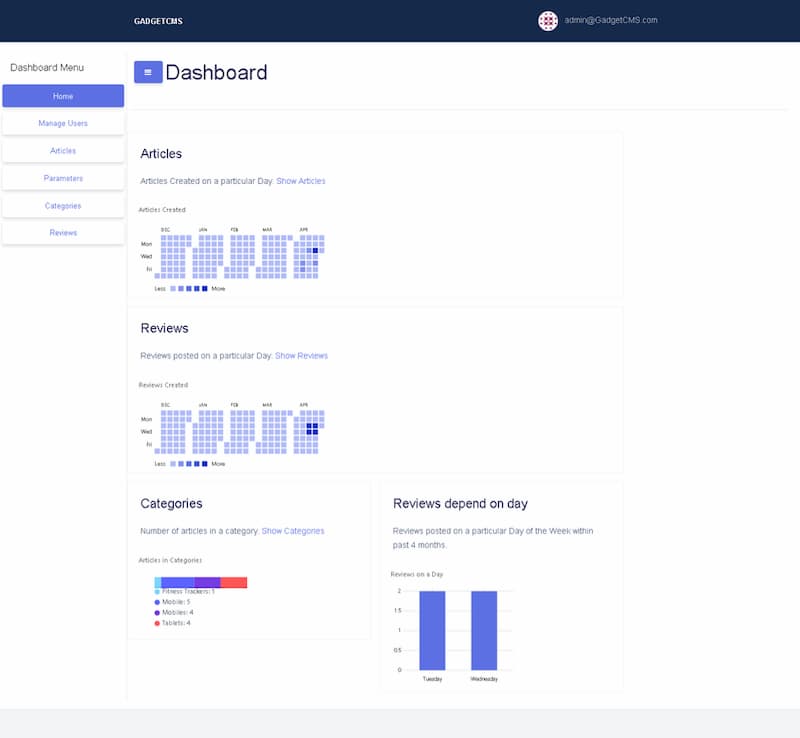 GADGETCMS
admin@GadgetCMS.com
Dashboard Menu
Home
Manage Users
Articles
Parameters
Categories
Reviews
Dashboard
Articles
Articles Created on a particular Day. Show Articles
Articles Created
DEC JAN FEB MAR APR
Mon
Wed
Fri
Less More
Reviews
Reviews posted on a particular Day. Show Reviews
Reviews Created
DEC JAN FEB MAR APR
Mon
Wed
Fri
Less More
Categories
Number of articles in a category. Show Categories
Articles in Categories
Fitness Trackers: 1
Mobile: 5
Mobiles: 4
Tablets: 4
Reviews depend on day
Reviews posted on a particular Day of the Week within
past 4 months.
Reviews on a Day
2
1.5
1
0.5
0
Tuesday Wednesday